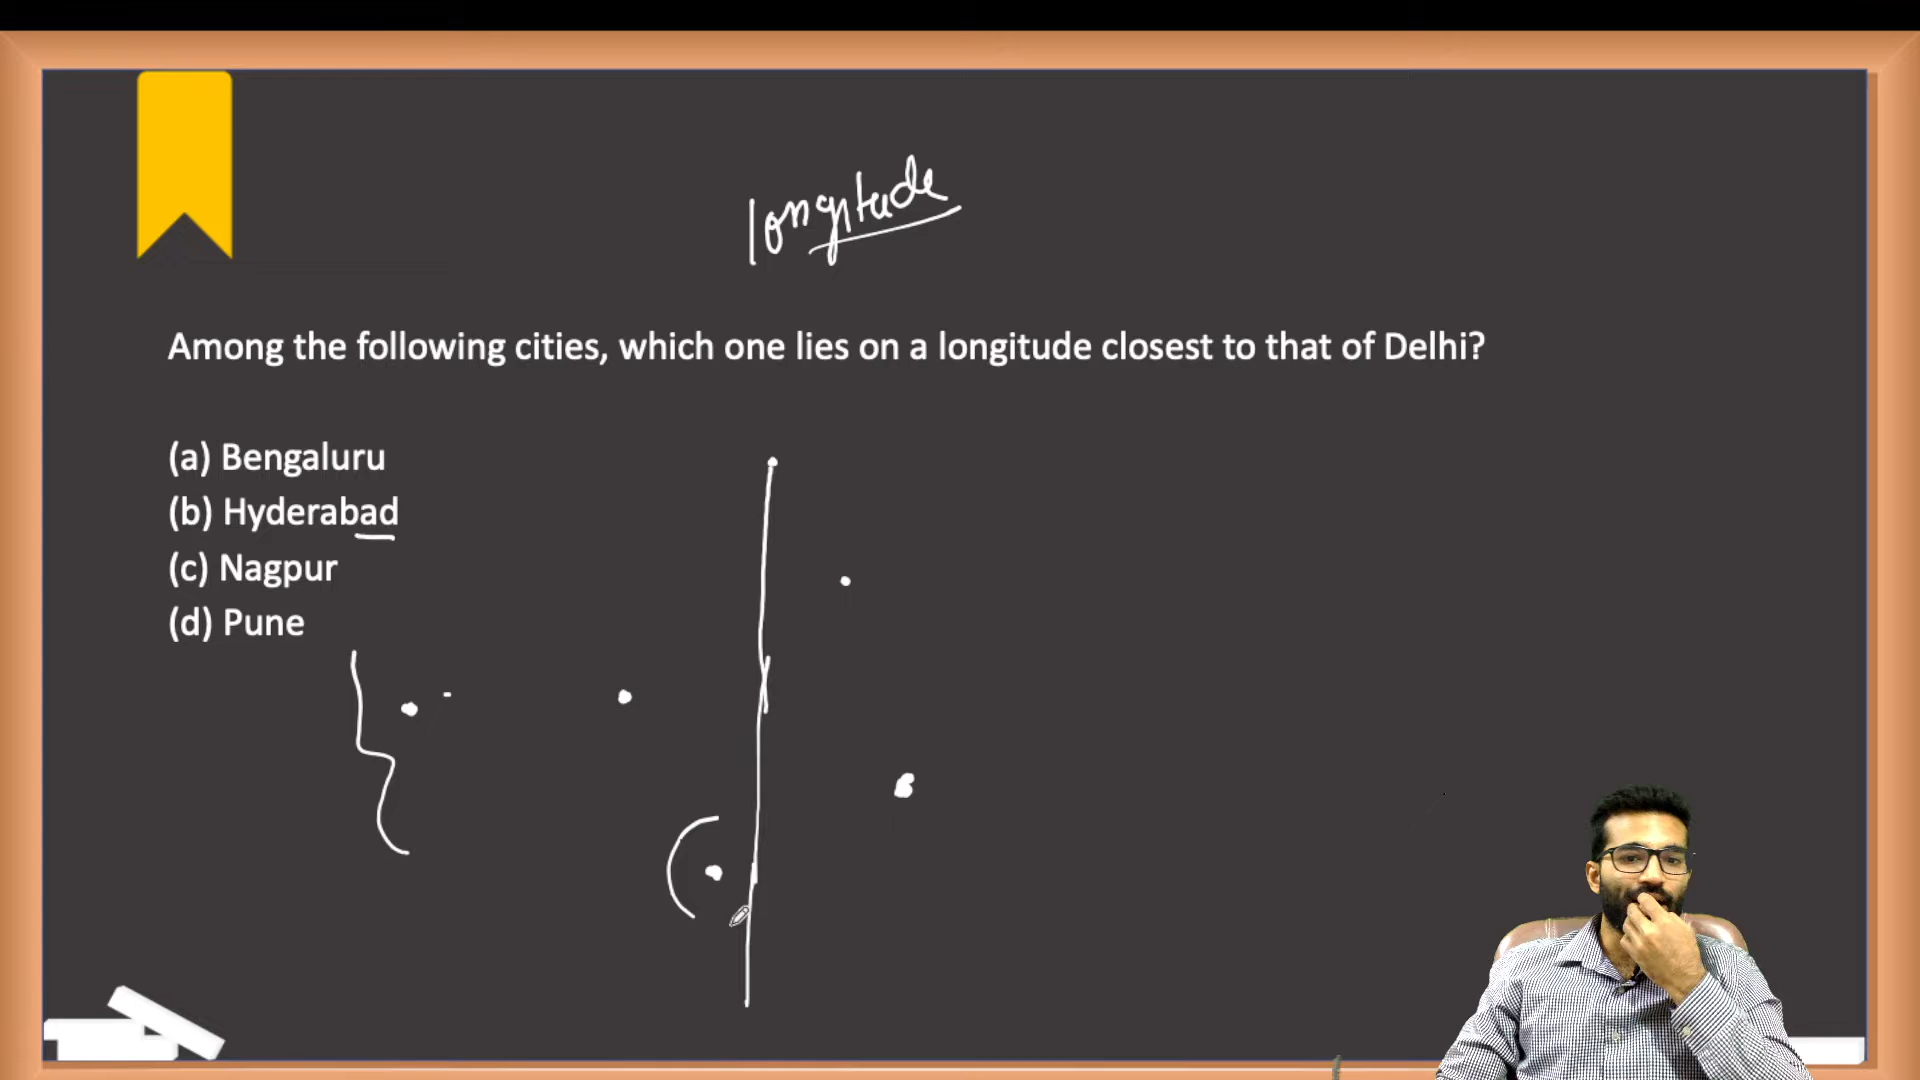 longitude
Among the following cities, which one lies on a longitude closest to that of Delhi?
(a) Bengaluru
(b) Hyderabad
(c) Nagpur
(d) Pune